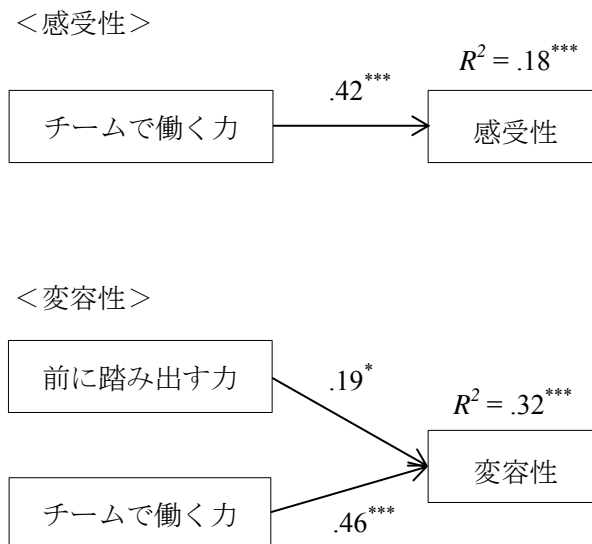 ＜感受性＞
R² = .18***
.42***
チームで働く力
感受性
＜変容性＞
前に踏み出す力
.19*
R² = .32***
変容性
チームで働く力
.46***